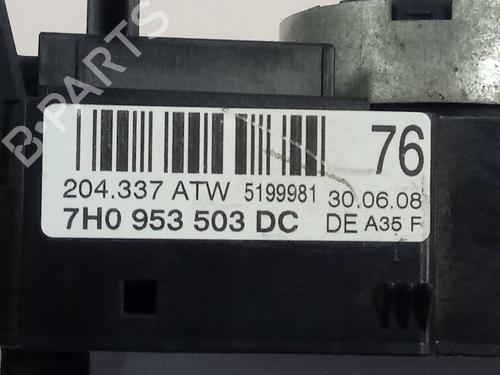 B-PARTS
76
204.337 ATW 5199981 30.06.08
7H0 953 503 DC DE A35 F